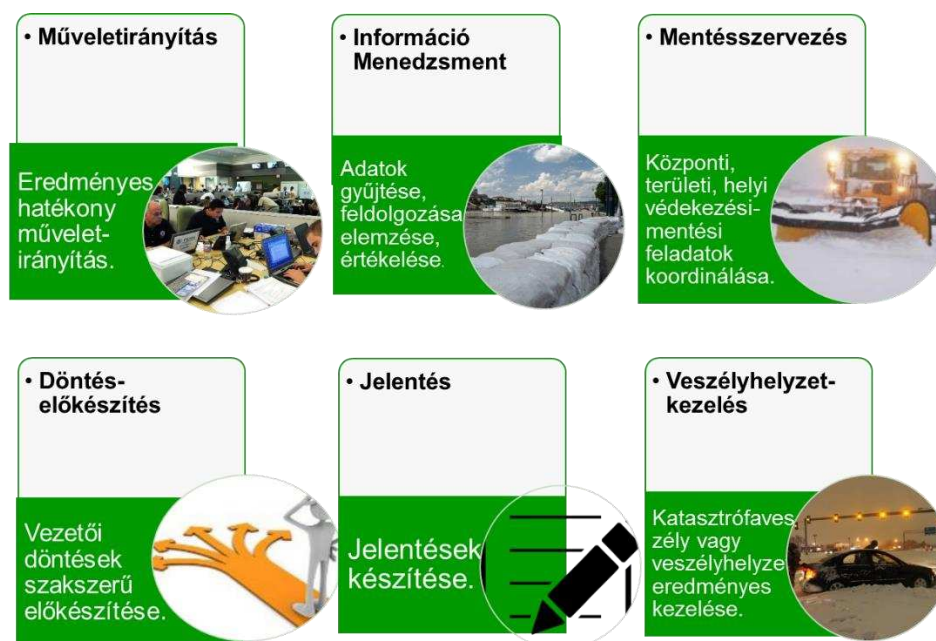 • Műveletirányítás
Eredményes
hatékony
művelet-
irányítás.
• Információ
Menedzsment
Adatok
gyűjtése,
feldolgozása
elemzése,
értékelése.
• Mentésszervezés
Központi,
területi, helyi
védekezési-
mentési
feladatok
koordinálása.
• Döntés-
előkészítés
Vezetői
döntések
szakszerű
előkészítése.
• Jelentés
Jelentések
készítése.
• Veszélyhelyzet-
kezelés
Katasztrófaves
zély vagy
veszélyhelyze
eredményes
kezelése.